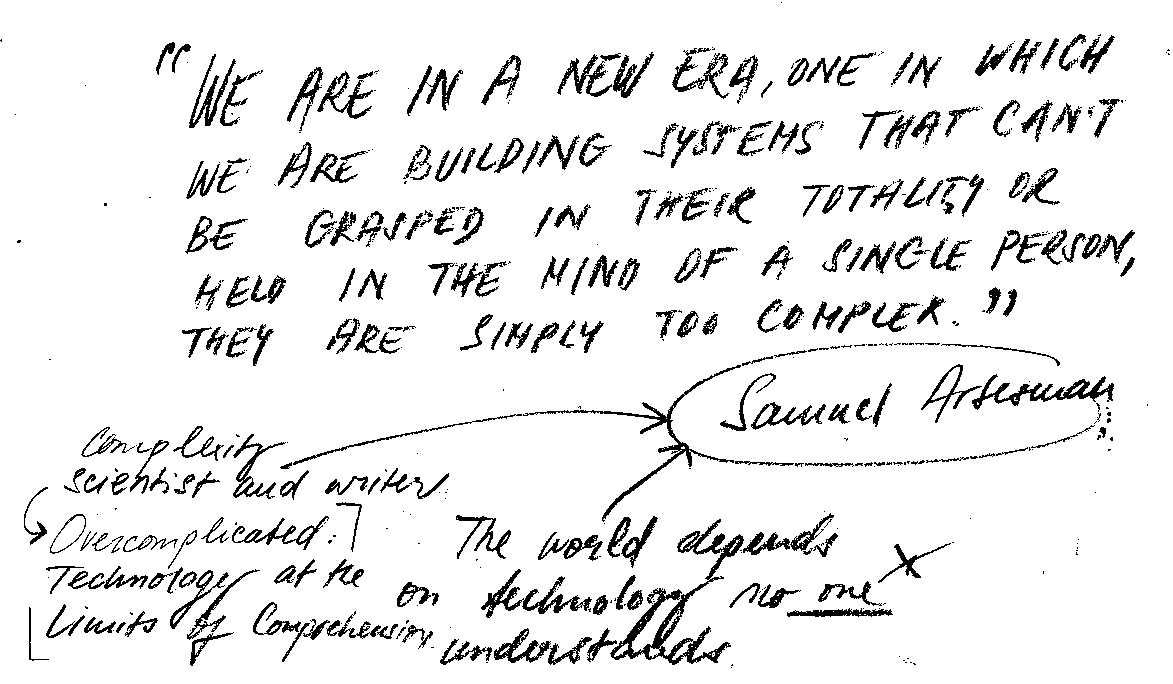 “ WE ARE IN A NEW ERA, ONE IN WHICH
WE ARE BUILDING SYSTEMS THAT CAN'T
BE GRASPED IN THEIR TOTALITY OR
HELD IN THE MIND OF A SINGLE PERSON,
THEY ARE SIMPLY TOO COMPLEX. ”
Samuel Arbesman
Complexity
scientist and writer
Overcomplicated:
Technology at the
Limits of Comprehension
The world depends
on technology no one
understands